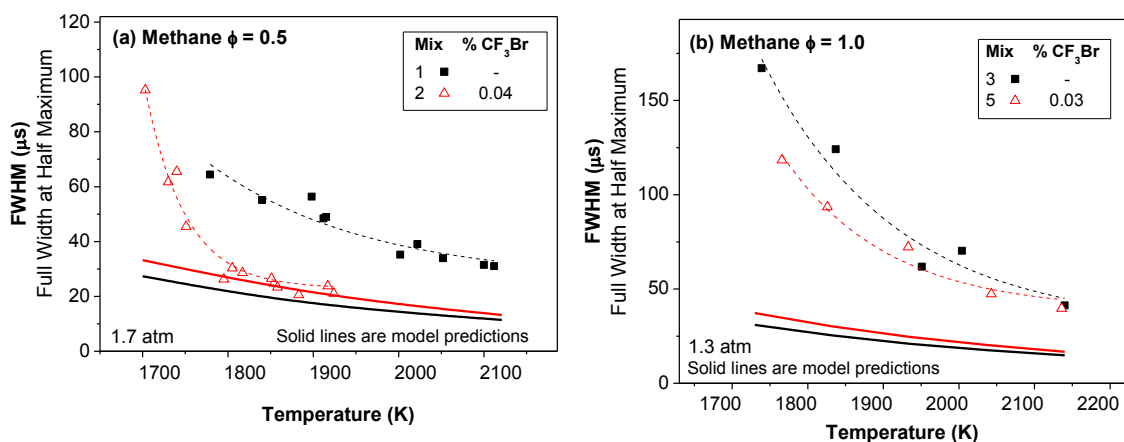 (a) Methane ϕ = 0.5
Mix % CF3Br
1 -
2 0.04
FWHM (μs)
Full Width at Half Maximum
120
100
80
60
40
20
0
1.7 atm
Solid lines are model predictions
1700 1800 1900 2000 2100
Temperature (K)
(b) Methane ϕ = 1.0
Mix % CF3Br
3 -
5 0.03
FWHM (μs)
Full Width at Half Maximum
150
100
50
0
1.3 atm
Solid lines are model predictions
1700 1800 1900 2000 2100 2200
Temperature (K)